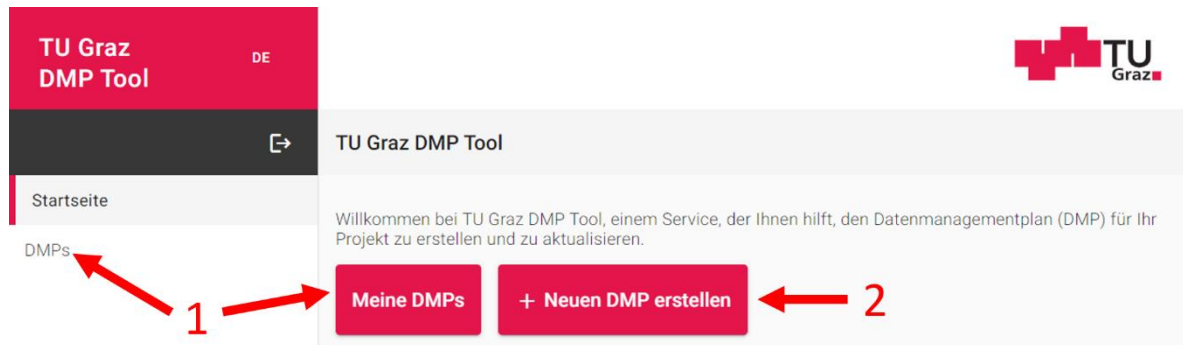 TU Graz
DMP Tool
DE
TU
Graz
TU Graz DMP Tool
Startseite
DMPs
Willkommen bei TU Graz DMP Tool, einem Service, der Ihnen hilft, den Datenmanagementplan (DMP) für Ihr
Projekt zu erstellen und zu aktualisieren.
Meine DMPs
+ Neuen DMP erstellen
1
2